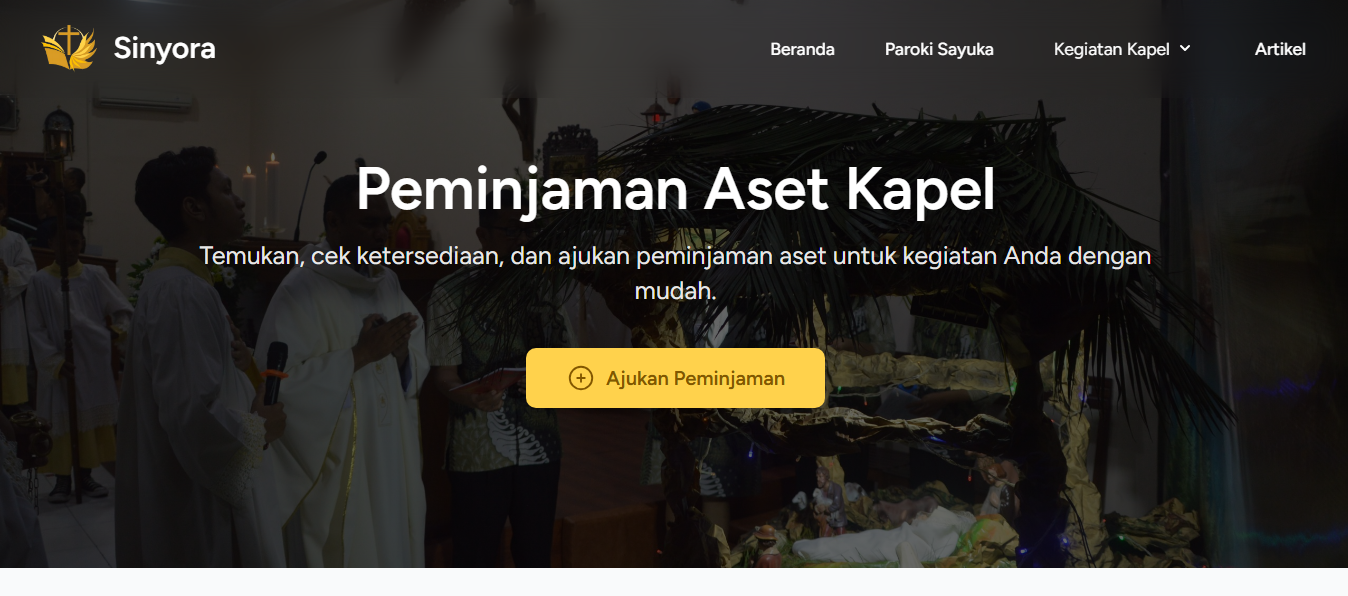 Sinyora
Beranda
Paroki Sayuka
Kegiatan Kapel
Artikel
Peminjaman Aset Kapel
Temukan, cek ketersediaan, dan ajukan peminjaman aset untuk kegiatan Anda dengan
mudah.
Ajukan Peminjaman